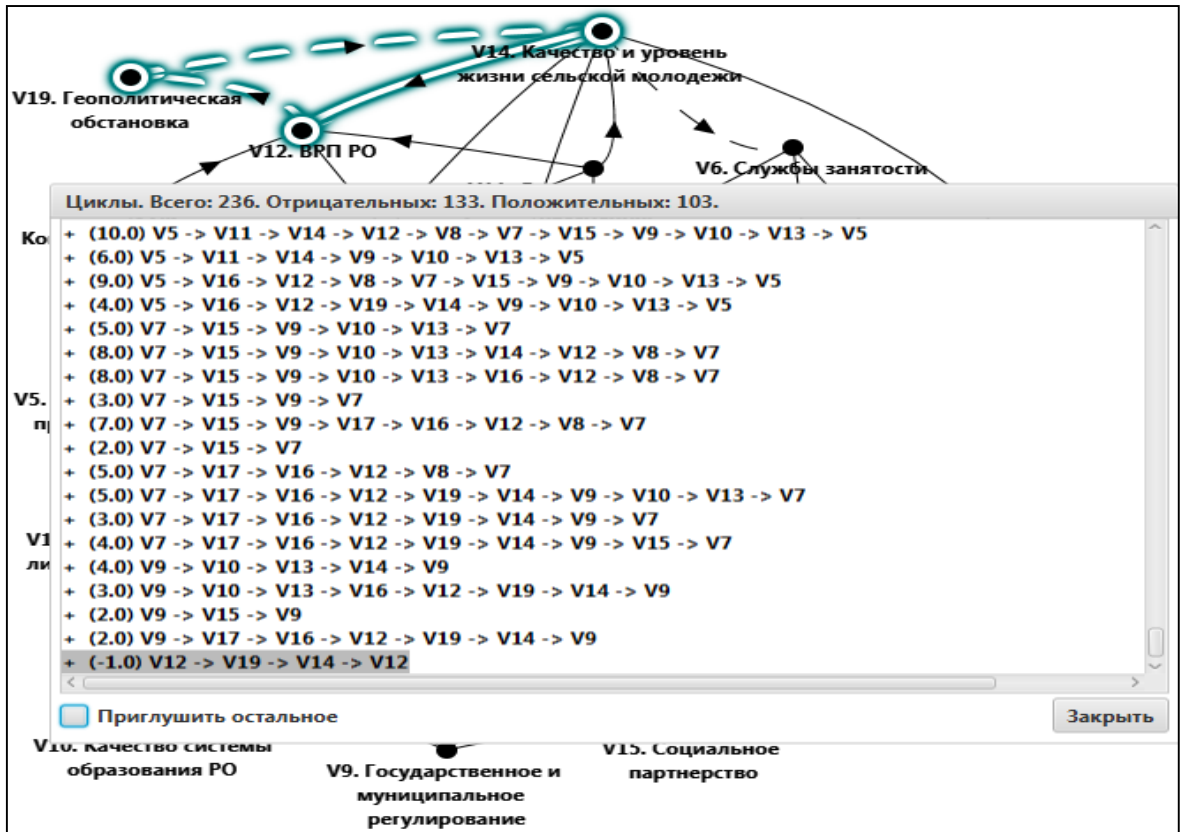 V14. Качество и уровень
жизни сельской молодежи
V19. Геополитическая
обстановка
V12. ВРП РО
V6. Службы занятости
Циклы. Всего: 236. Отрицательных: 133. Положительных: 103.
+ (10.0) V5 -> V11 -> V14 -> V12 -> V8 -> V7 -> V15 -> V9 -> V10 -> V13 -> V5
+ (6.0) V5 -> V11 -> V14 -> V9 -> V10 -> V13 -> V5
+ (9.0) V5 -> V16 -> V12 -> V8 -> V7 -> V15 -> V9 -> V10 -> V13 -> V5
+ (4.0) V5 -> V16 -> V12 -> V19 -> V14 -> V9 -> V10 -> V13 -> V5
+ (5.0) V7 -> V15 -> V9 -> V10 -> V13 -> V7
+ (8.0) V7 -> V15 -> V9 -> V10 -> V13 -> V14 -> V12 -> V8 -> V7
+ (8.0) V7 -> V15 -> V9 -> V10 -> V13 -> V16 -> V12 -> V8 -> V7
V5.
+ (3.0) V7 -> V15 -> V9 -> V7
+ (7.0) V7 -> V15 -> V9 -> V17 -> V16 -> V12 -> V8 -> V7
+ (2.0) V7 -> V15 -> V7
+ (5.0) V7 -> V17 -> V16 -> V12 -> V8 -> V7
+ (5.0) V7 -> V17 -> V16 -> V12 -> V19 -> V14 -> V9 -> V10 -> V13 -> V7
+ (3.0) V7 -> V17 -> V16 -> V12 -> V19 -> V14 -> V9 -> V7
+ (4.0) V7 -> V17 -> V16 -> V12 -> V19 -> V14 -> V9 -> V15 -> V7
+ (4.0) V9 -> V10 -> V13 -> V14 -> V9
+ (3.0) V9 -> V10 -> V13 -> V16 -> V12 -> V19 -> V14 -> V9
+ (2.0) V9 -> V15 -> V9
+ (2.0) V9 -> V17 -> V16 -> V12 -> V19 -> V14 -> V9
+ (-1.0) V12 -> V19 -> V14 -> V12
Приглушить остальное
Закрыть
V10. Качество системы
образования РО
V9. Государственное и
муниципальное
регулирование
V15. Социальное
партнерство